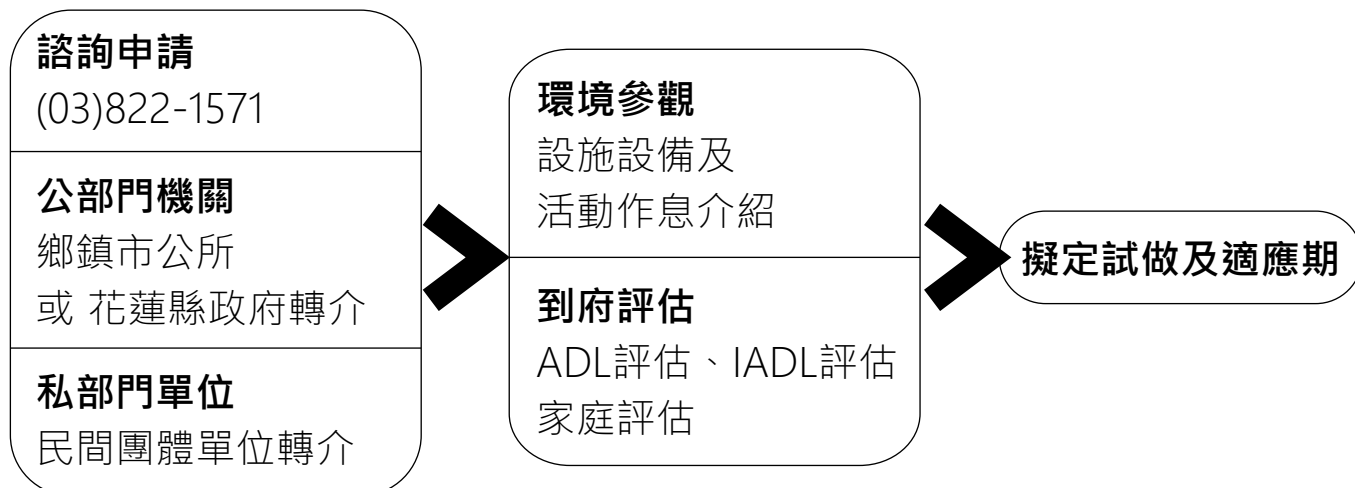 諮詢申請
(03)822-1571
公部門機關
鄉鎮市公所
或 花蓮縣政府轉介
私部門單位
民間團體單位轉介
環境參觀
設施設備及
活動作息介紹
到府評估
ADL評估、IADL評估
家庭評估
擬定試做及適應期